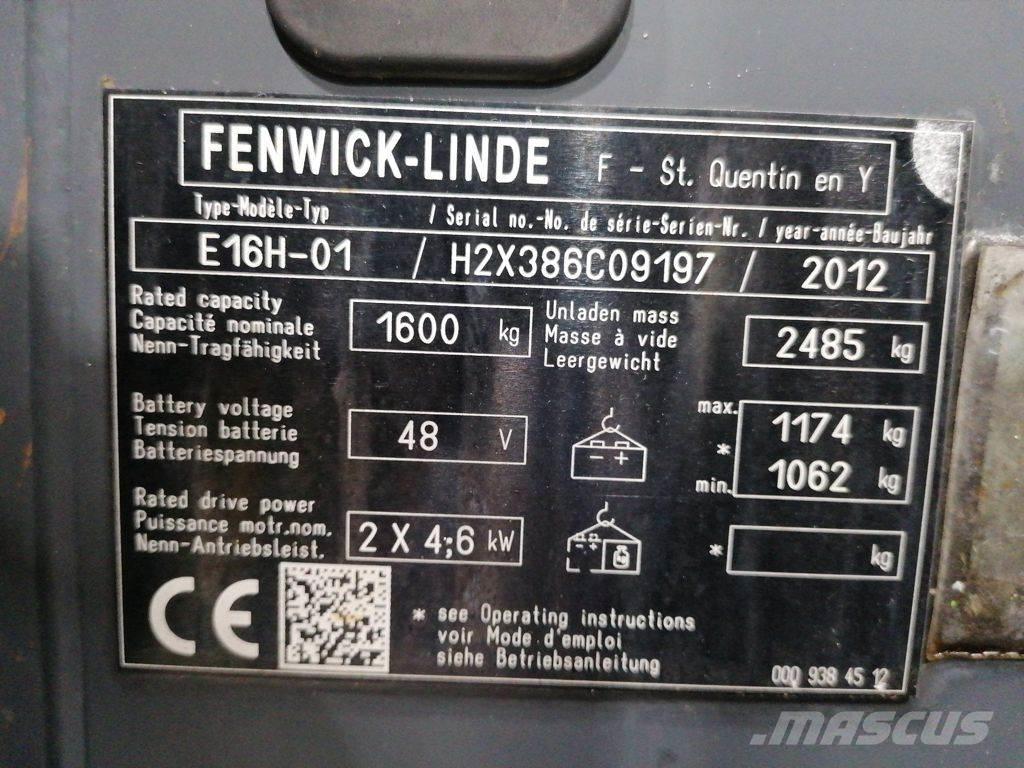 FENWICK-LINDE F - St. Quentin en Y
Type-Modèle-Typ / Serial no.-No. de série-Serien-Nr. / year-année-Baujahr
E16H-01 / H2X386C09197 / 2012
Rated capacity
Capacité nominale
Nenn-Tragfähigkeit
1600 kg
Unladen mass
Masse à vide
Leergewicht
2485 kg
Battery voltage
Tension batterie
Batteriespannung
48 V
- +
max. 1174 kg
*
min. 1062 kg
Rated drive power
Puissance motr.nom.
Nenn-Antriebsleist.
2 X 4;6 kW
* kg
CE
* see Operating instructions
voir Mode d'emploi
siehe Betriebsanleitung
000 938 45 12
.MASCUS